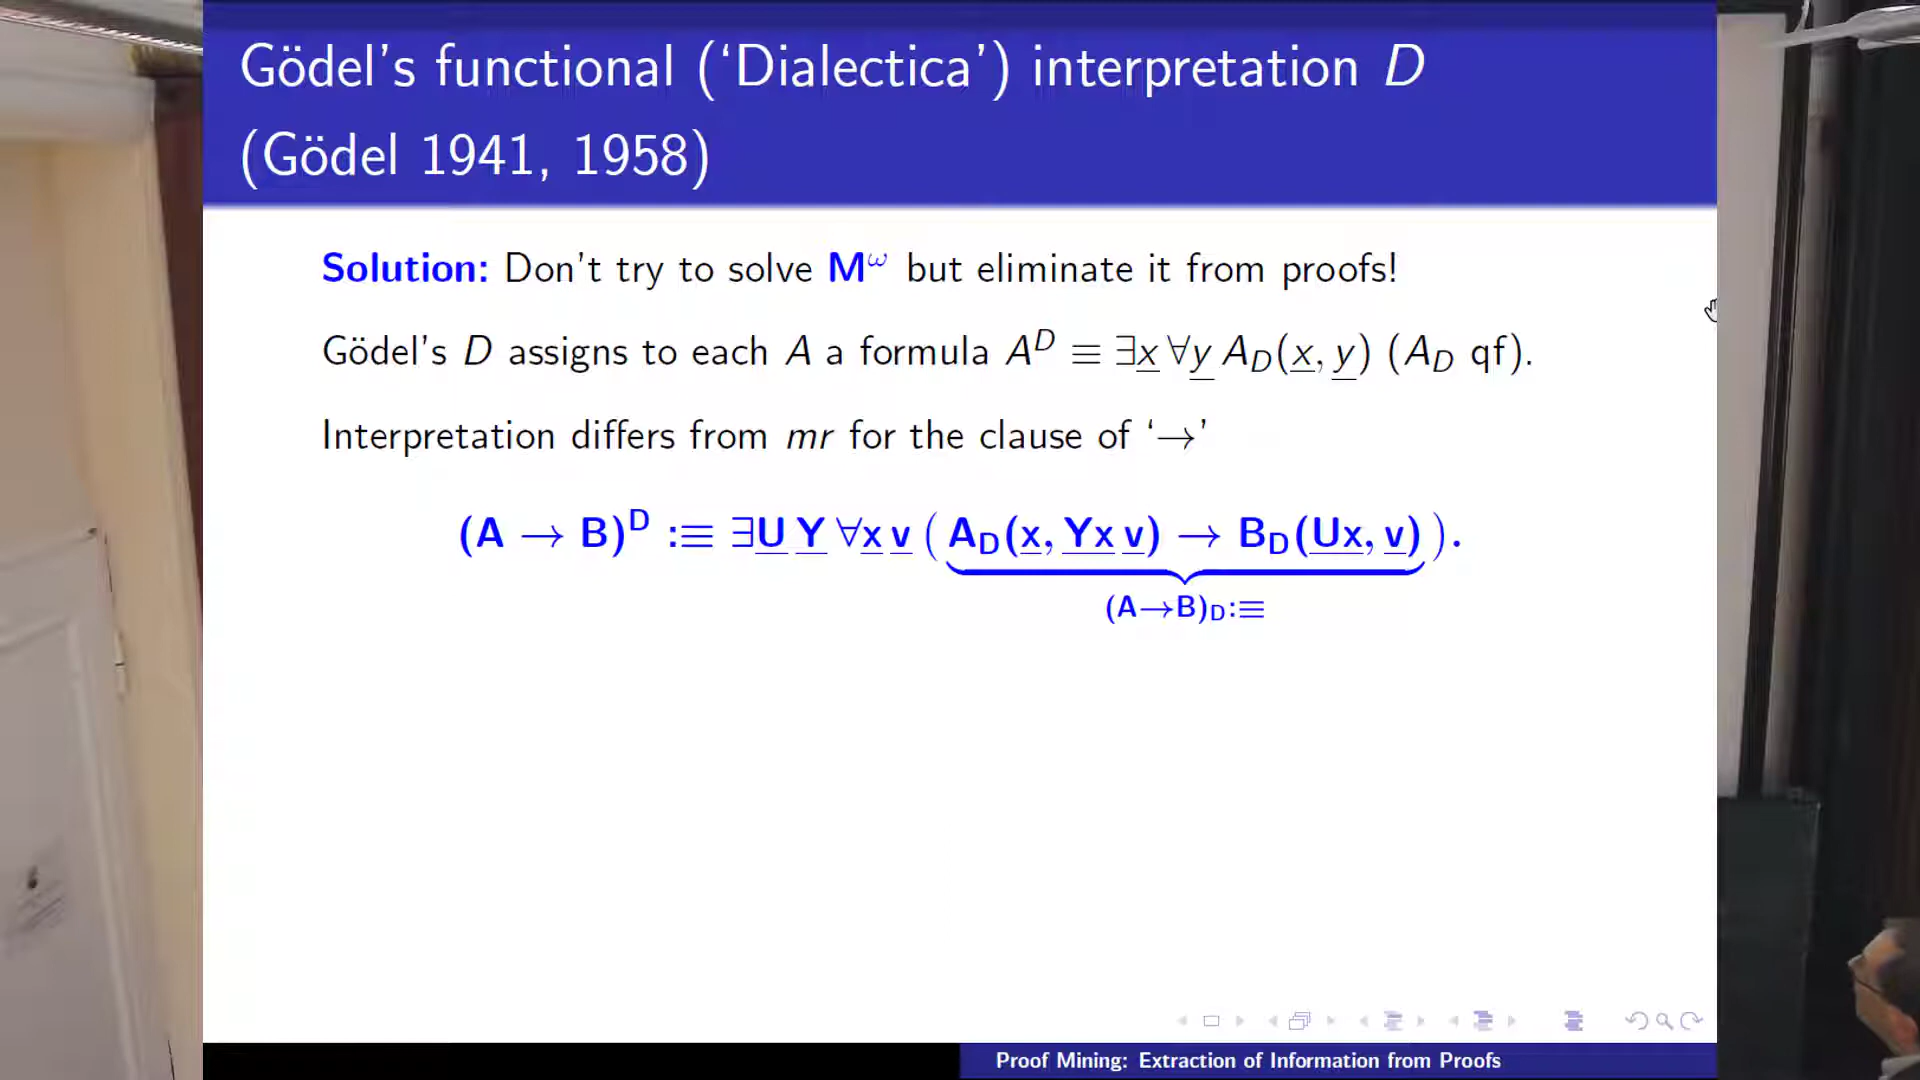 Gödel's functional (‘Dialectica’) interpretation D
(Gödel 1941, 1958)
Solution: Don't try to solve M^ω but eliminate it from proofs!
Gödel's D assigns to each A a formula A^D ≡ ∃x ∀y A_D(x, y) (A_D qf).
Interpretation differs from mr for the clause of ‘→’
(A → B)^D :≡ ∃U Y ∀x v ( A_D(x, Yx v) → B_D(Ux, v) ).
(A→B)_D:≡
Proof Mining: Extraction of Information from Proofs